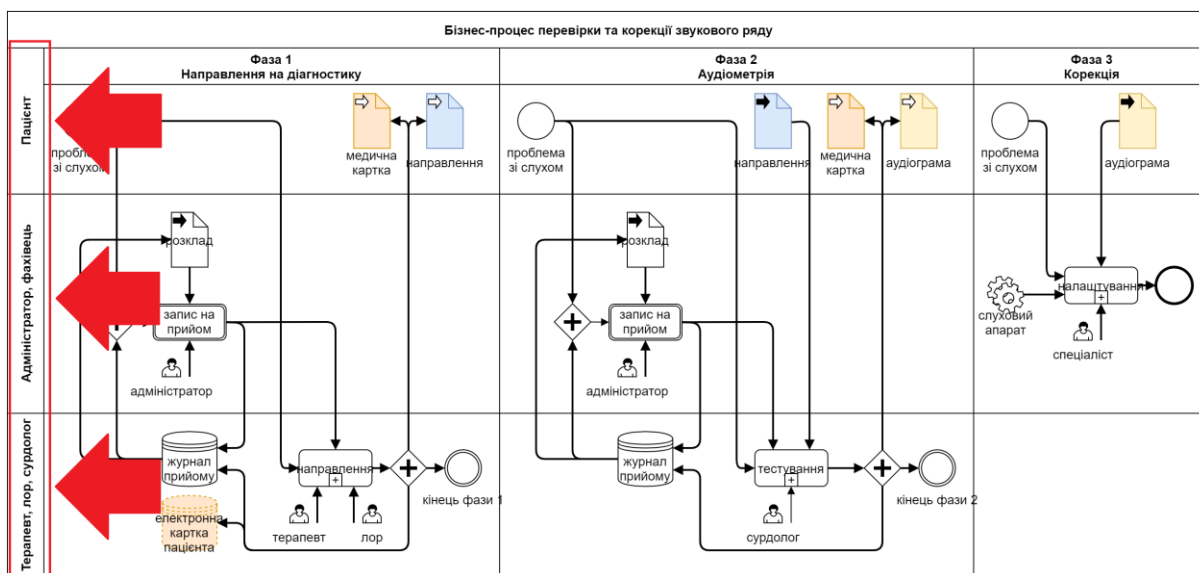 Бізнес-процес перевірки та корекції звукового ряду
Фаза 1
Направлення на діагностику
Фаза 2
Аудіометрія
Фаза 3
Корекція
Пацієнт
проблема
зі слухом
медична
картка
направлення
проблема
зі слухом
направлення
медична
картка
аудіограма
проблема
зі слухом
аудіограма
Адміністратор, фахівець
розклад
запис на
прийом
адміністратор
розклад
запис на
прийом
адміністратор
налаштування
слуховий
апарат
спеціаліст
Терапевт, лор, сурдолог
журнал
прийому
направлення
кінець фази 1
електронна
картка
пацієнта
терапевт
лор
журнал
прийому
тестування
кінець фази 2
сурдолог